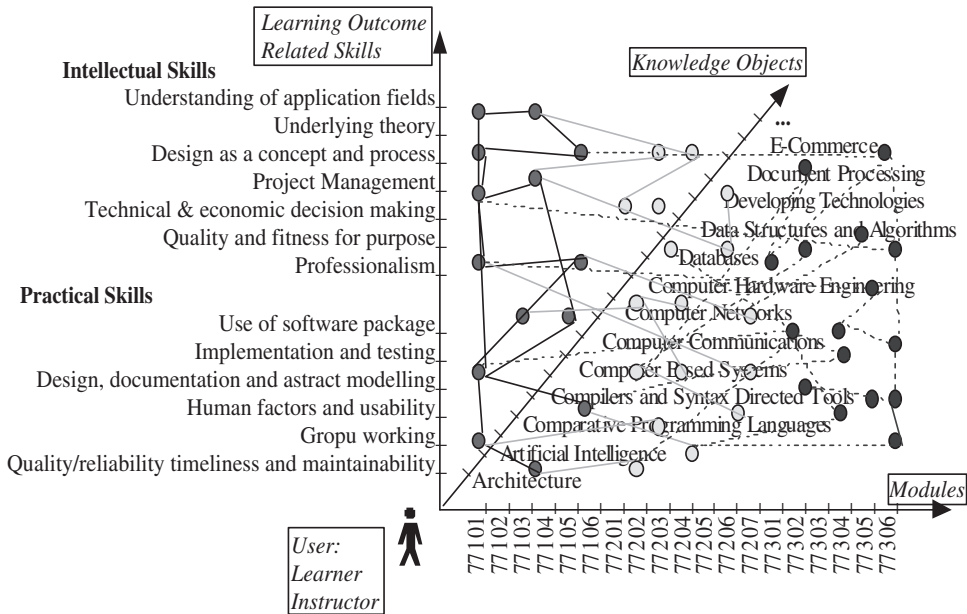 Learning Outcome
Related Skills
Knowledge Objects
Intellectual Skills
Understanding of application fields
Underlying theory
Design as a concept and process
Project Management
Technical & economic decision making
Quality and fitness for purpose
Professionalism
Practical Skills
Use of software package
Implementation and testing
Design, documentation and astract modelling
Human factors and usability
Gropu working
Quality/reliability timeliness and maintainability
...
E-Commerce
Document Processing
Developing Technologies
Data Structures and Algorithms
Databases
Computer Hardware Engineering
Computer Networks
Computer Communications
Computer Based Systems
Compilers and Syntax Directed Tools
Comparative Programming Languages
Artificial Intelligence
Architecture
Modules
77101
77102
77103
77104
77105
77106
77201
77202
77203
77204
77205
77206
77207
77301
77302
77303
77304
77305
77306
User:
Learner
Instructor